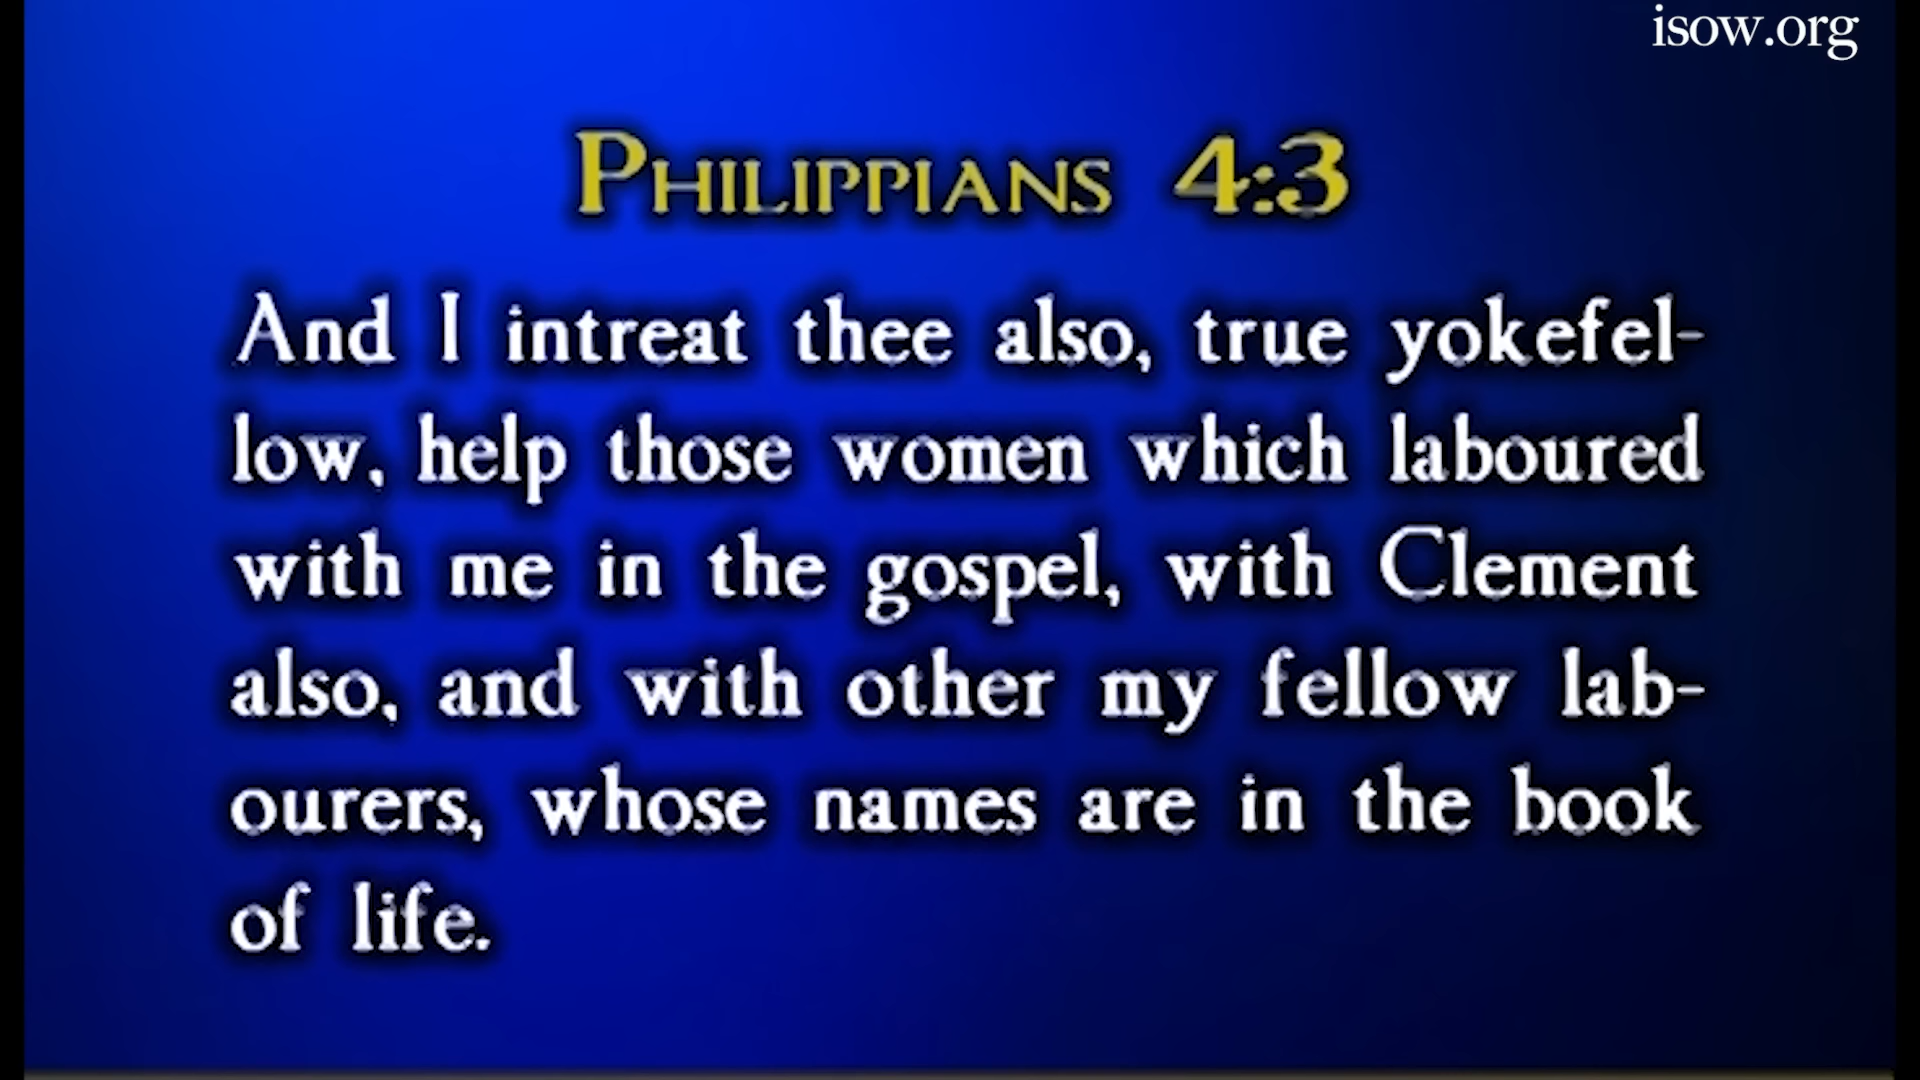 isow.org
PHILIPPIANS 4:3
And I intreat thee also, true yokefel-
low, help those women which laboured
with me in the gospel, with Clement
also, and with other my fellow lab-
ourers, whose names are in the book
of life.